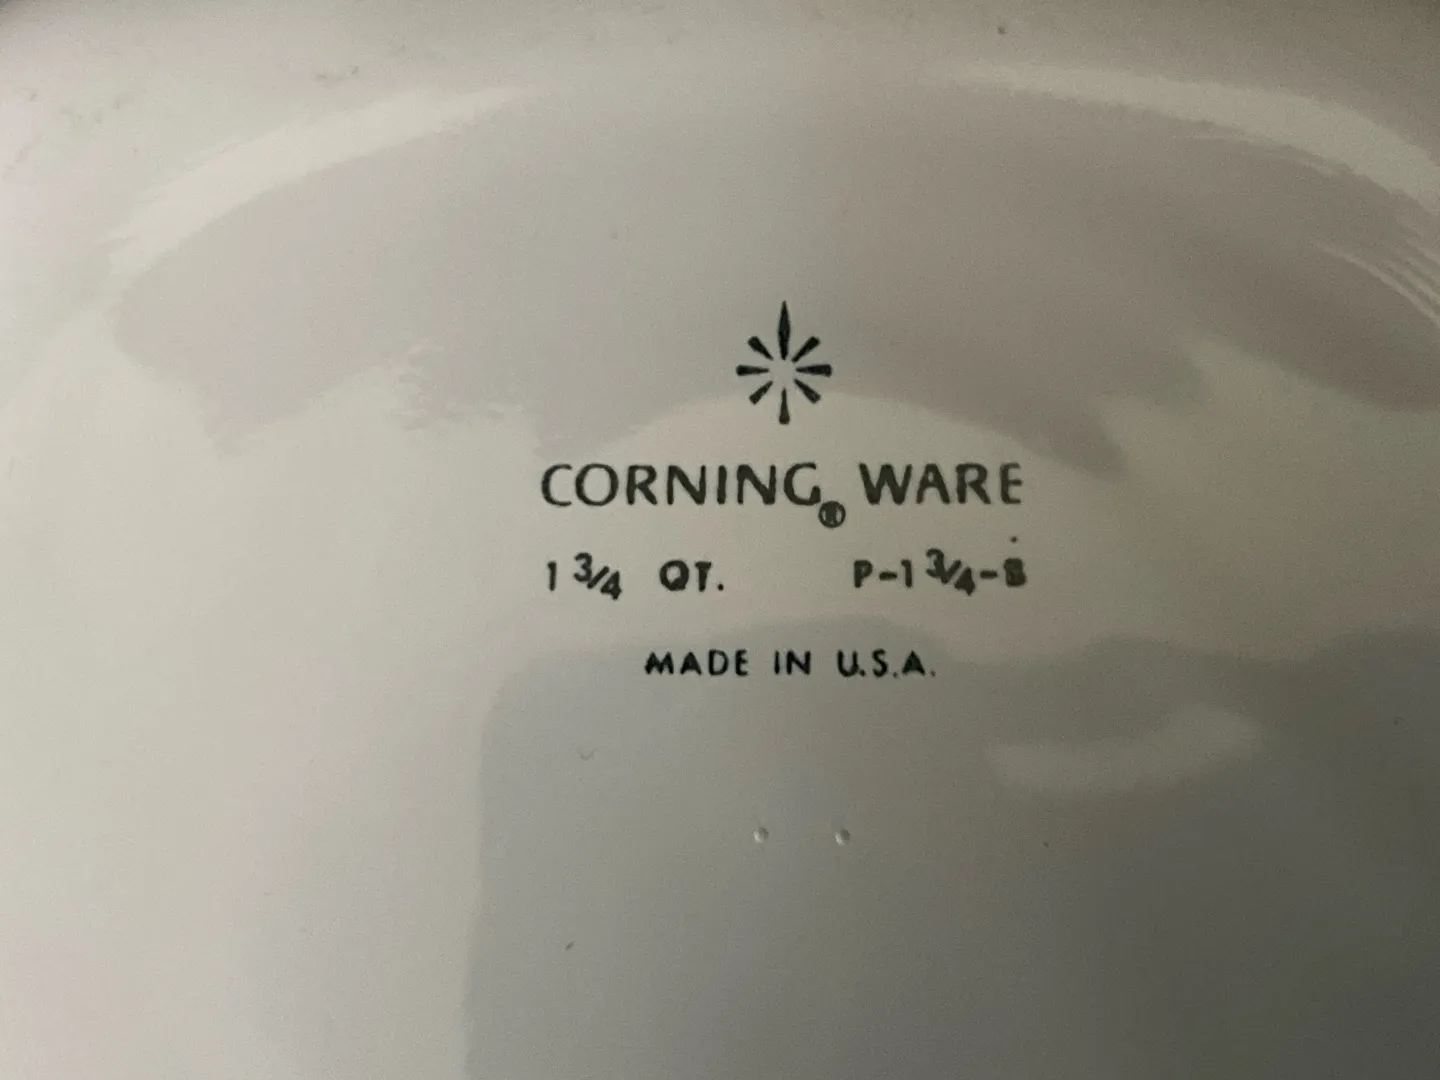 CORNING® WARE
1 3/4 QT. P-1 3/4-B
MADE IN U.S.A.